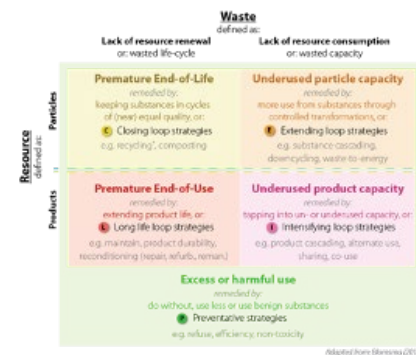 Waste
defined as:
Lack of resource renewal
or: wasted life-cycle
Lack of resource consumption
or: wasted capacity
Resource
defined as:
Particles
Premature End-of-Life
remedied by:
keeping substances in cycles
of (near) equal quality, or:
C Closing loop strategies
e.g. recycling*, composting
Underused particle capacity
remedied by:
more use from substances through
controlled transformations, or:
Extending loop strategies
e.g. substance cascading,
downcycling, waste-to-energy
Products
Premature End-of-Use
remedied by:
extending product life, or:
L Long life loop strategies
e.g. maintain, product durability,
reconditioning (repair, refurb., reman.)
Underused product capacity
remedied by:
tapping into un- or underused capacity, or:
I Intensifying loop strategies
e.g. product cascading, alternate use,
sharing, co-use
Excess or harmful use
remedied by:
do without, use less or use benign substances
P Preventative strategies
e.g. refuse, efficiency, non-toxicity
Adapted from